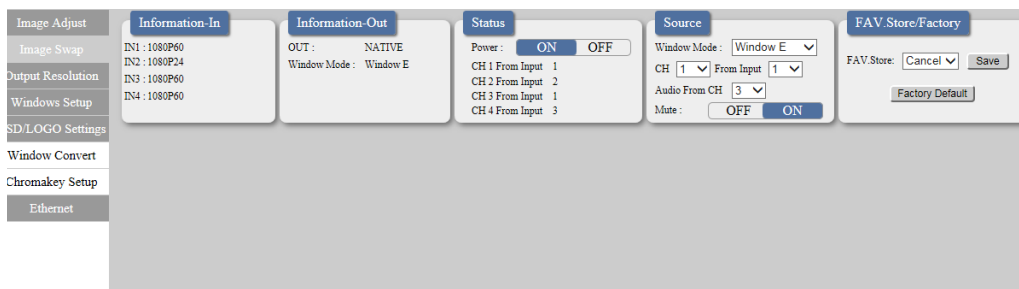 Image Adjust
Image Swap
Output Resolution
Windows Setup
SD/LOGO Settings
Window Convert
Chromakey Setup
Ethernet
Information-In
IN1 : 1080P60
IN2 : 1080P24
IN3 : 1080P60
IN4 : 1080P60
Information-Out
OUT : NATIVE
Window Mode : Window E
Status
Power : ON OFF
CH 1 From Input 1
CH 2 From Input 2
CH 3 From Input 1
CH 4 From Input 3
Source
Window Mode : Window E
CH 1 From Input 1
Audio From CH 3
Mute : OFF ON
FAV.Store/Factory
FAV.Store: Cancel Save
Factory Default